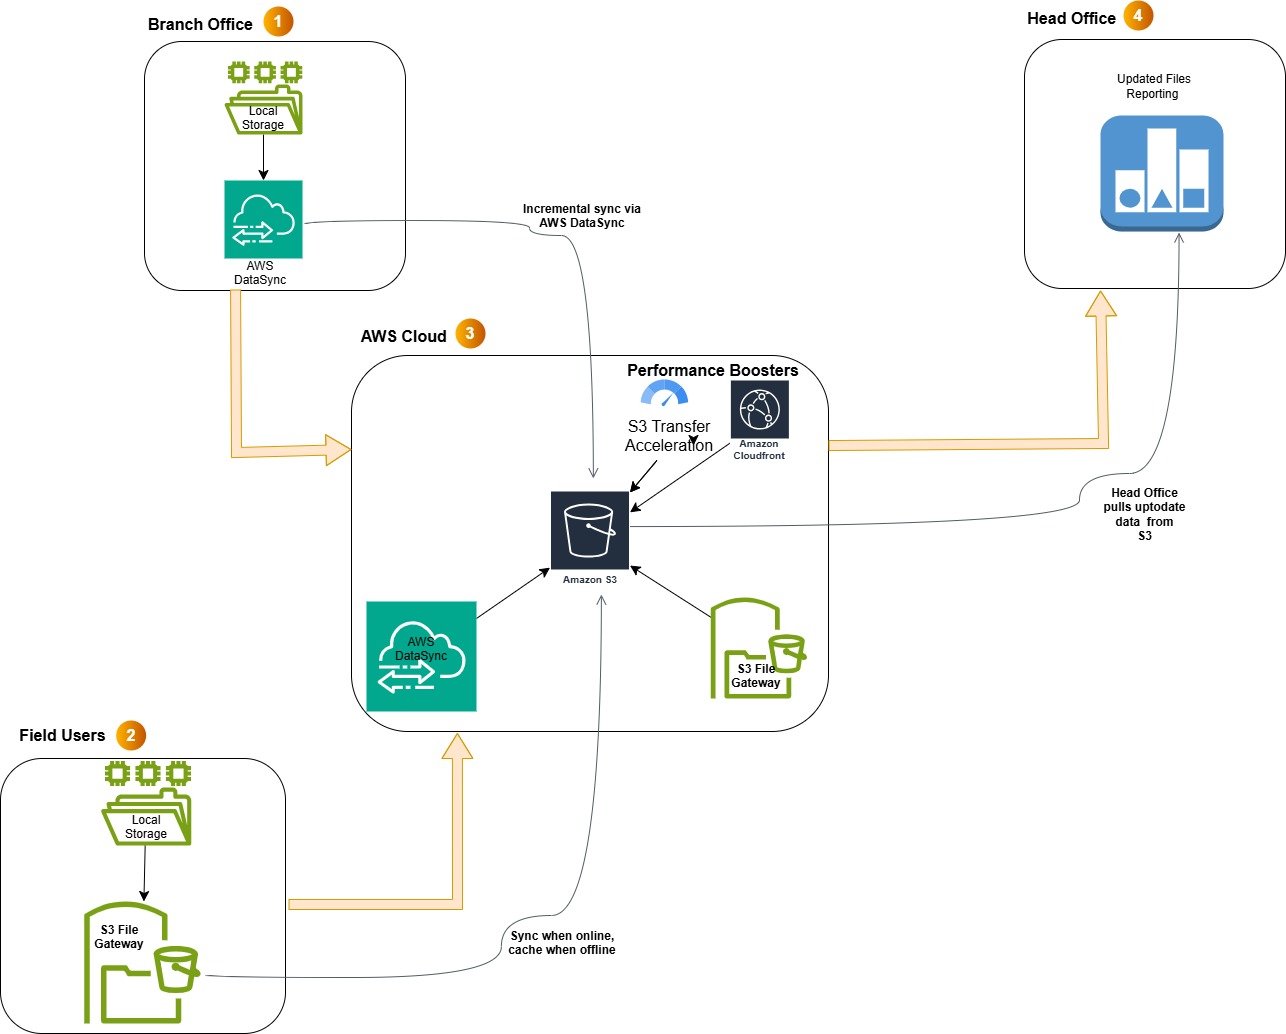 Branch Office
1
Local
Storage
AWS
DataSync
Incremental sync via
AWS DataSync
Head Office
4
Updated Files
Reporting
AWS Cloud
3
Performance Boosters
S3 Transfer
Acceleration
Amazon
Cloudfront
Amazon S3
AWS
DataSync
S3 File
Gateway
Head Office
pulls uptodate
data from
S3
Field Users
2
Local
Storage
S3 File
Gateway
Sync when online,
cache when offline